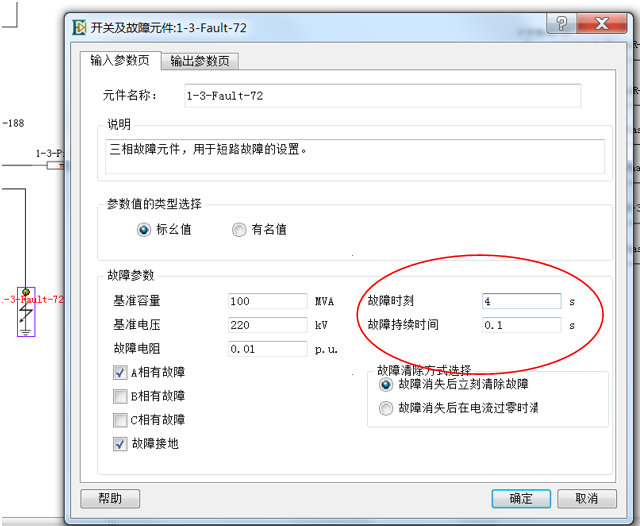 开关及故障元件:1-3-Fault-72
输入参数页
输出参数页
元件名称:
1-3-Fault-72
说明
三相故障元件，用于短路故障的设置。
参数值的类型选择
标幺值
有名值
故障参数
基准容量 100 MVA
故障时刻 4 s
基准电压 220 kV
故障持续时间 0.1 s
故障电阻 0.01 p.u.
故障清除方式选择
A相有故障
故障消失后立刻清除故障
B相有故障
故障消失后在电流过零时清
C相有故障
故障接地
帮助
确定
取消
-188
-3-Fault-72